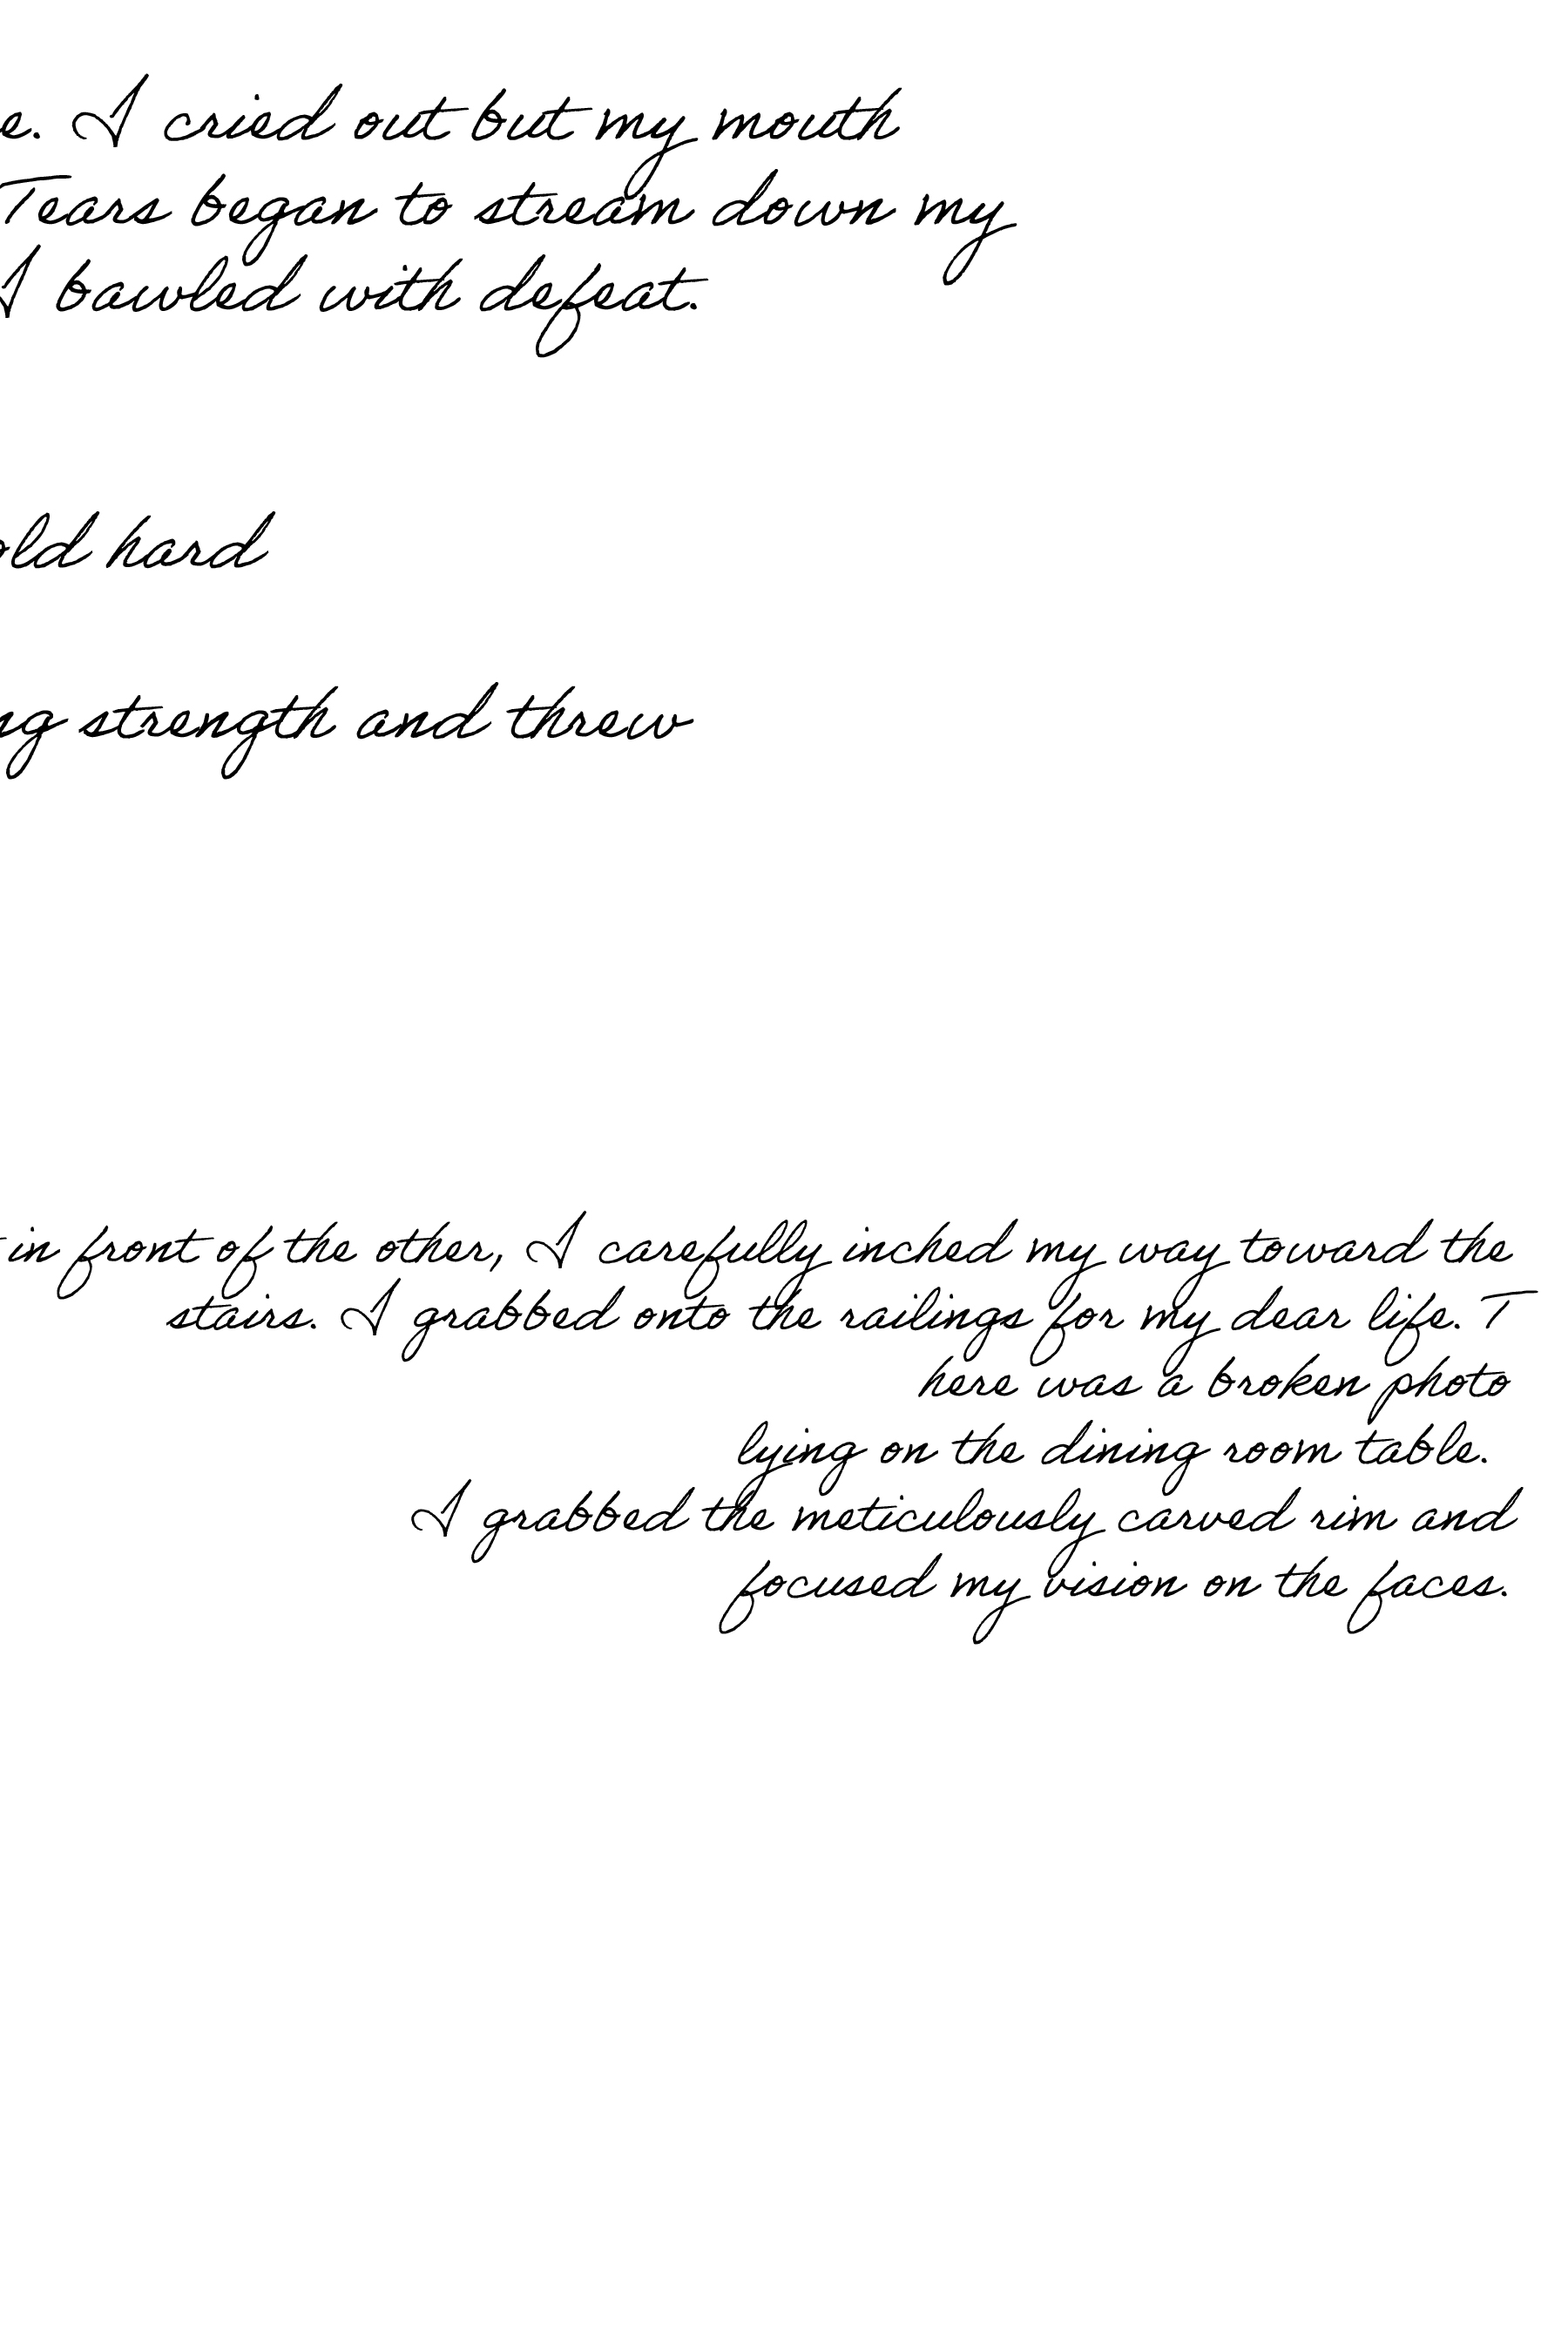 e. I cried out but my mouth
Tears began to stream down my
I bawled with defeat.
old hard
ng strength and threw
in front of the other, I carefully inched my way toward the
stairs. I grabbed onto the railings for my dear life. T
here was a broken photo
lying on the dining room table.
I grabbed the meticulously carved rim and
focused my vision on the faces.